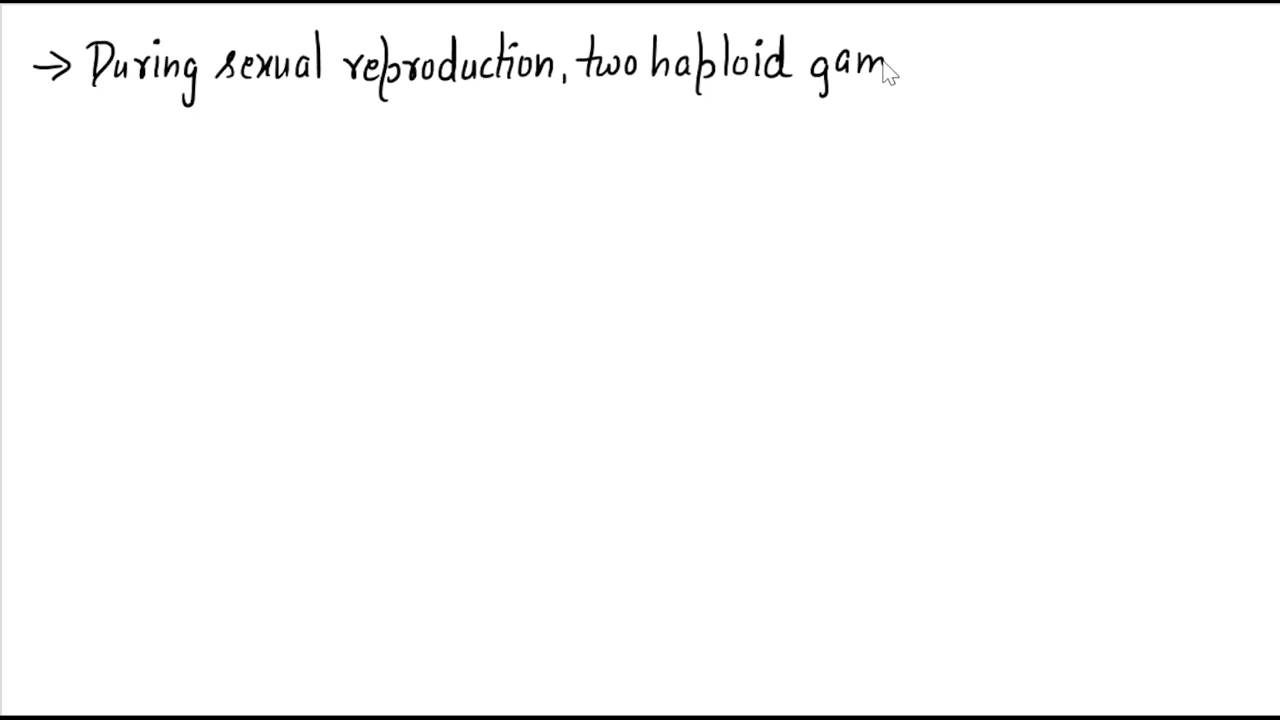 → During sexual reproduction, two haploid gam